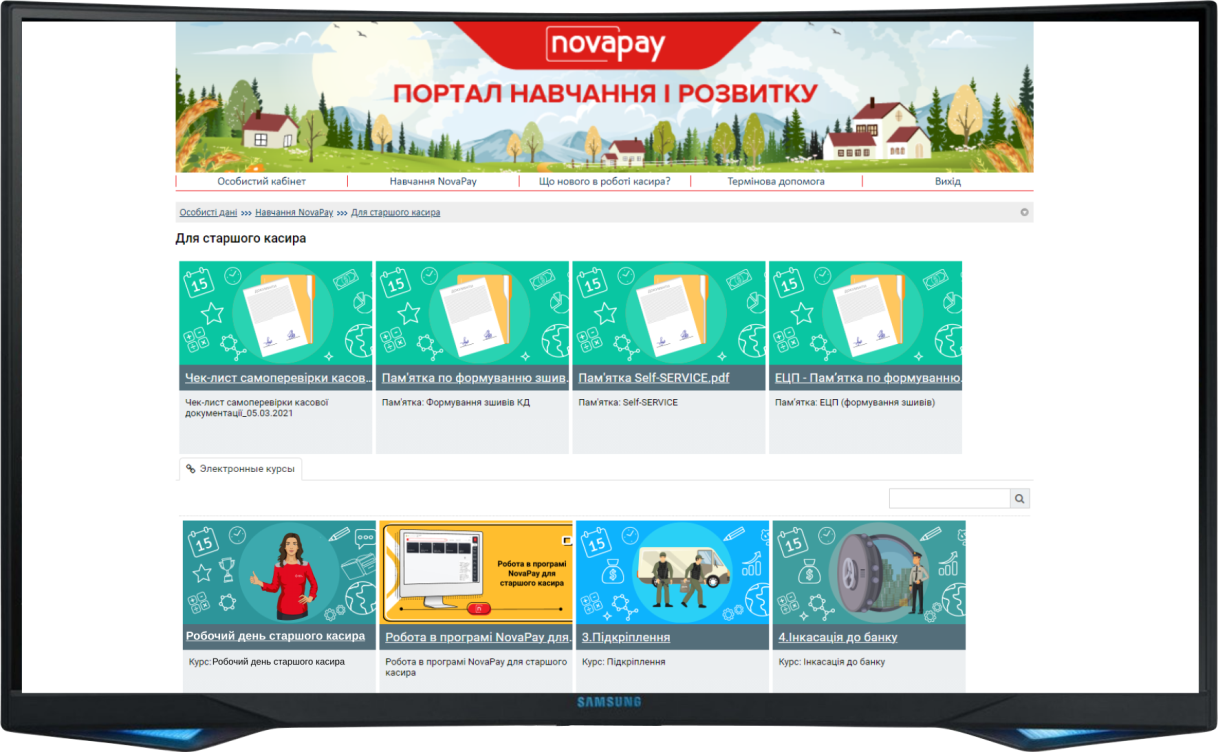 novapay
ПОРТАЛ НАВЧАННЯ І РОЗВИТКУ
Особистий кабінет
Навчання NovaPay
Що нового в роботі касира?
Термінова допомога
Вихід
Особисті дані »» Навчання NovaPay »» Для старшого касира
Для старшого касира
15
15
15
15
Чек-лист самоперевірки касов...
Пам'ятка по формуванню зшив.
Пам'ятка Self-SERVICE.pdf
ЕЦП - Пам'ятка по формуванню.
Чек-лист самоперевірки касової
документації_05.03.2021
Пам'ятка: Формування зшивів КД
Пам'ятка: Self-SERVICE
Пам'ятка: ЕЦП (формування зшивів)
Электронные курсы
15
Робота в програмі
NovaPay для
старшого касира
15
15
Робочий день старшого касира
Робота в програмі NovaPay для.
3.Підкріплення
4.Інкасація до банку
Курс: Робочий день старшого касира
Робота в програмі NovaPay для старшого
касира
Курс: Підкріплення
Курс: Інкасація до банку
SAMSUNG